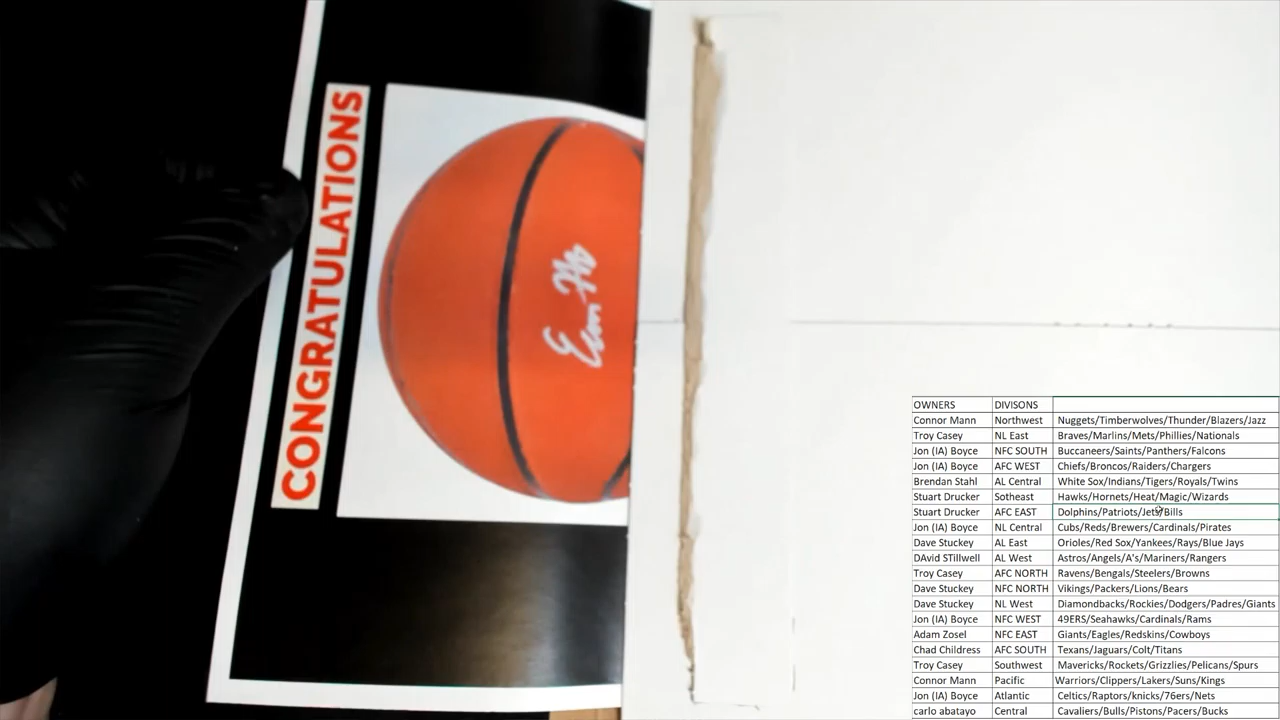 CONGRATULATIONS
OWNERS DIVISONS
Connor Mann Northwest Nuggets/Timberwolves/Thunder/Blazers/Jazz
Troy Casey NL East Braves/Marlins/Mets/Phillies/Nationals
Jon (IA) Boyce NFC SOUTH Buccaneers/Saints/Panthers/Falcons
Jon (IA) Boyce AFC WEST Chiefs/Broncos/Raiders/Chargers
Brendan Stahl AL Central White Sox/Indians/Tigers/Royals/Twins
Stuart Drucker Sotheast Hawks/Hornets/Heat/Magic/Wizards
Stuart Drucker AFC EAST Dolphins/Patriots/Jets/Bills
Jon (IA) Boyce NL Central Cubs/Reds/Brewers/Cardinals/Pirates
Dave Stuckey AL East Orioles/Red Sox/Yankees/Rays/Blue Jays
DAvid STillwell AL West Astros/Angels/A's/Mariners/Rangers
Troy Casey AFC NORTH Ravens/Bengals/Steelers/Browns
Dave Stuckey NFC NORTH Vikings/Packers/Lions/Bears
Dave Stuckey NL West Diamondbacks/Rockies/Dodgers/Padres/Giants
Jon (IA) Boyce NFC WEST 49ERS/Seahawks/Cardinals/Rams
Adam Zosel NFC EAST Giants/Eagles/Redskins/Cowboys
Chad Childress AFC SOUTH Texans/Jaguars/Colt/Titans
Troy Casey Southwest Mavericks/Rockets/Grizzlies/Pelicans/Spurs
Connor Mann Pacific Warriors/Clippers/Lakers/Suns/Kings
Jon (IA) Boyce Atlantic Celtics/Raptors/knicks/76ers/Nets
carlo abatayo Central Cavaliers/Bulls/Pistons/Pacers/Bucks